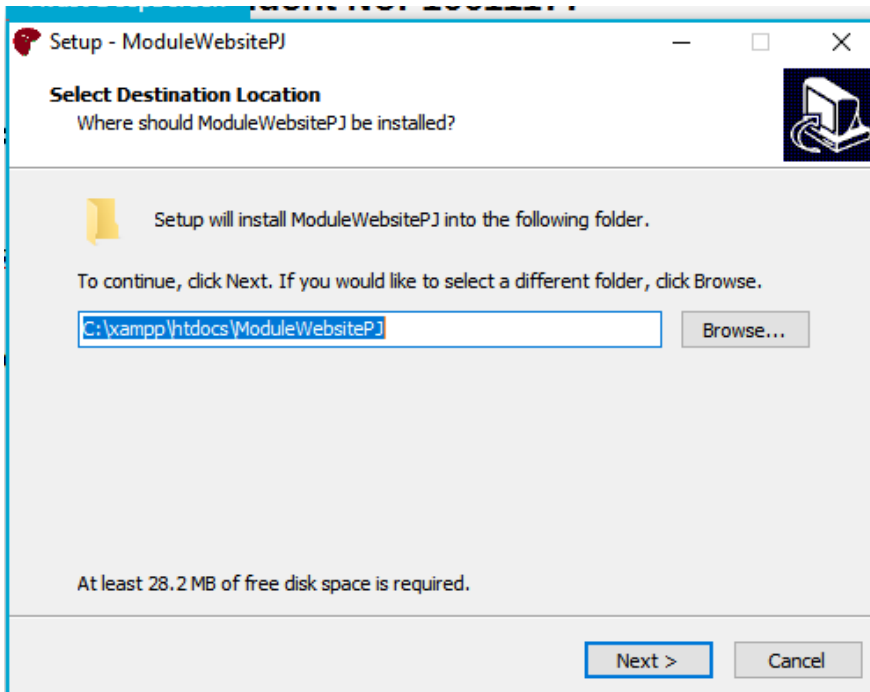 Setup - ModuleWebsitePJ
Select Destination Location
Where should ModuleWebsitePJ be installed?
Setup will install ModuleWebsitePJ into the following folder.
To continue, click Next. If you would like to select a different folder, click Browse.
C:\xampp\htdocs\ModuleWebsitePJ
Browse...
At least 28.2 MB of free disk space is required.
Next >
Cancel